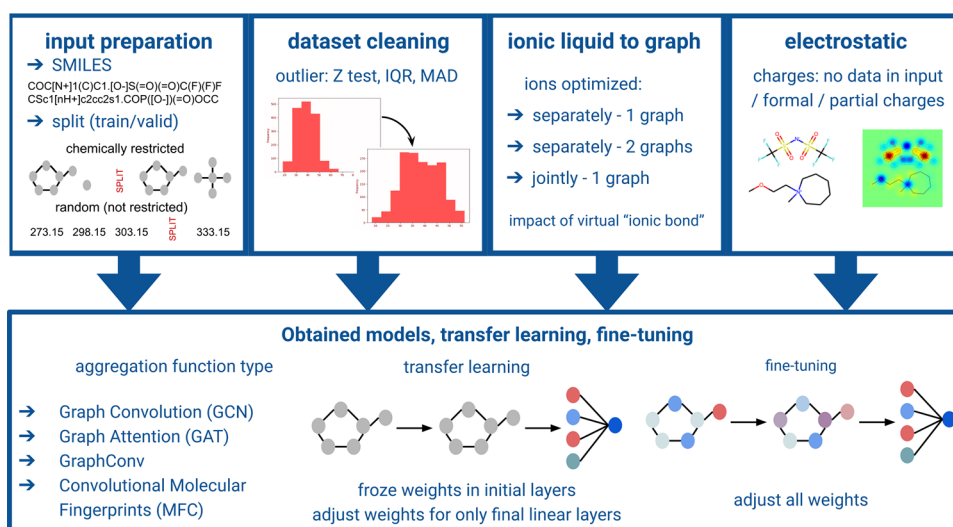 input preparation
→ SMILES
COC[N+]1(C)CC1.[O-]S(=O)(=O)C(F)(F)F
CSc1[nH+]c2cc2s1.COP([O-])(=O)OCC
→ split (train/valid)
chemically restricted
SPLIT
random (not restricted)
273.15 298.15 303.15 SPLIT 333.15
dataset cleaning
outlier: Z test, IQR, MAD
ionic liquid to graph
ions optimized:
→ separately - 1 graph
→ separately - 2 graphs
→ jointly - 1 graph
impact of virtual “ionic bond”
electrostatic
charges: no data in input
/ formal / partial charges
Obtained models, transfer learning, fine-tuning
aggregation function type
→ Graph Convolution (GCN)
→ Graph Attention (GAT)
→ GraphConv
→ Convolutional Molecular
Fingerprints (MFC)
transfer learning
froze weights in initial layers
adjust weights for only final linear layers
fine-tuning
adjust all weights